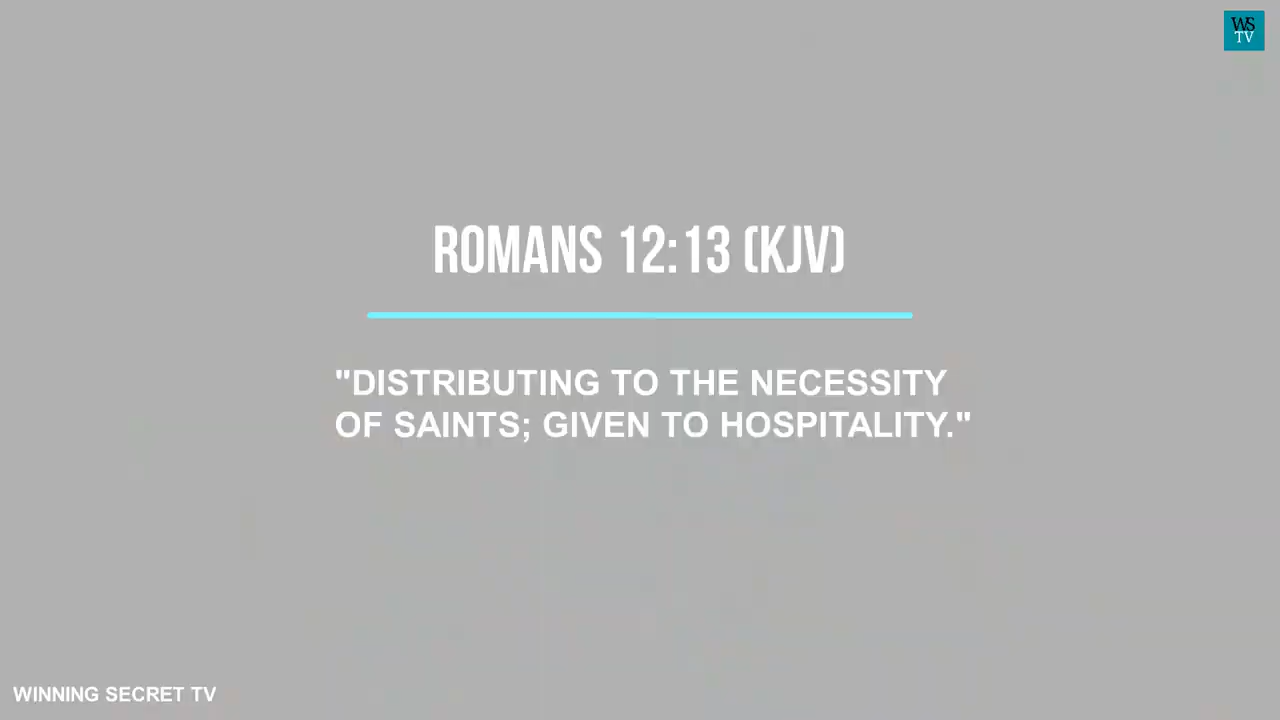 WS
TV
ROMANS 12:13 (KJV)
"DISTRIBUTING TO THE NECESSITY
OF SAINTS; GIVEN TO HOSPITALITY."
WINNING SECRET TV